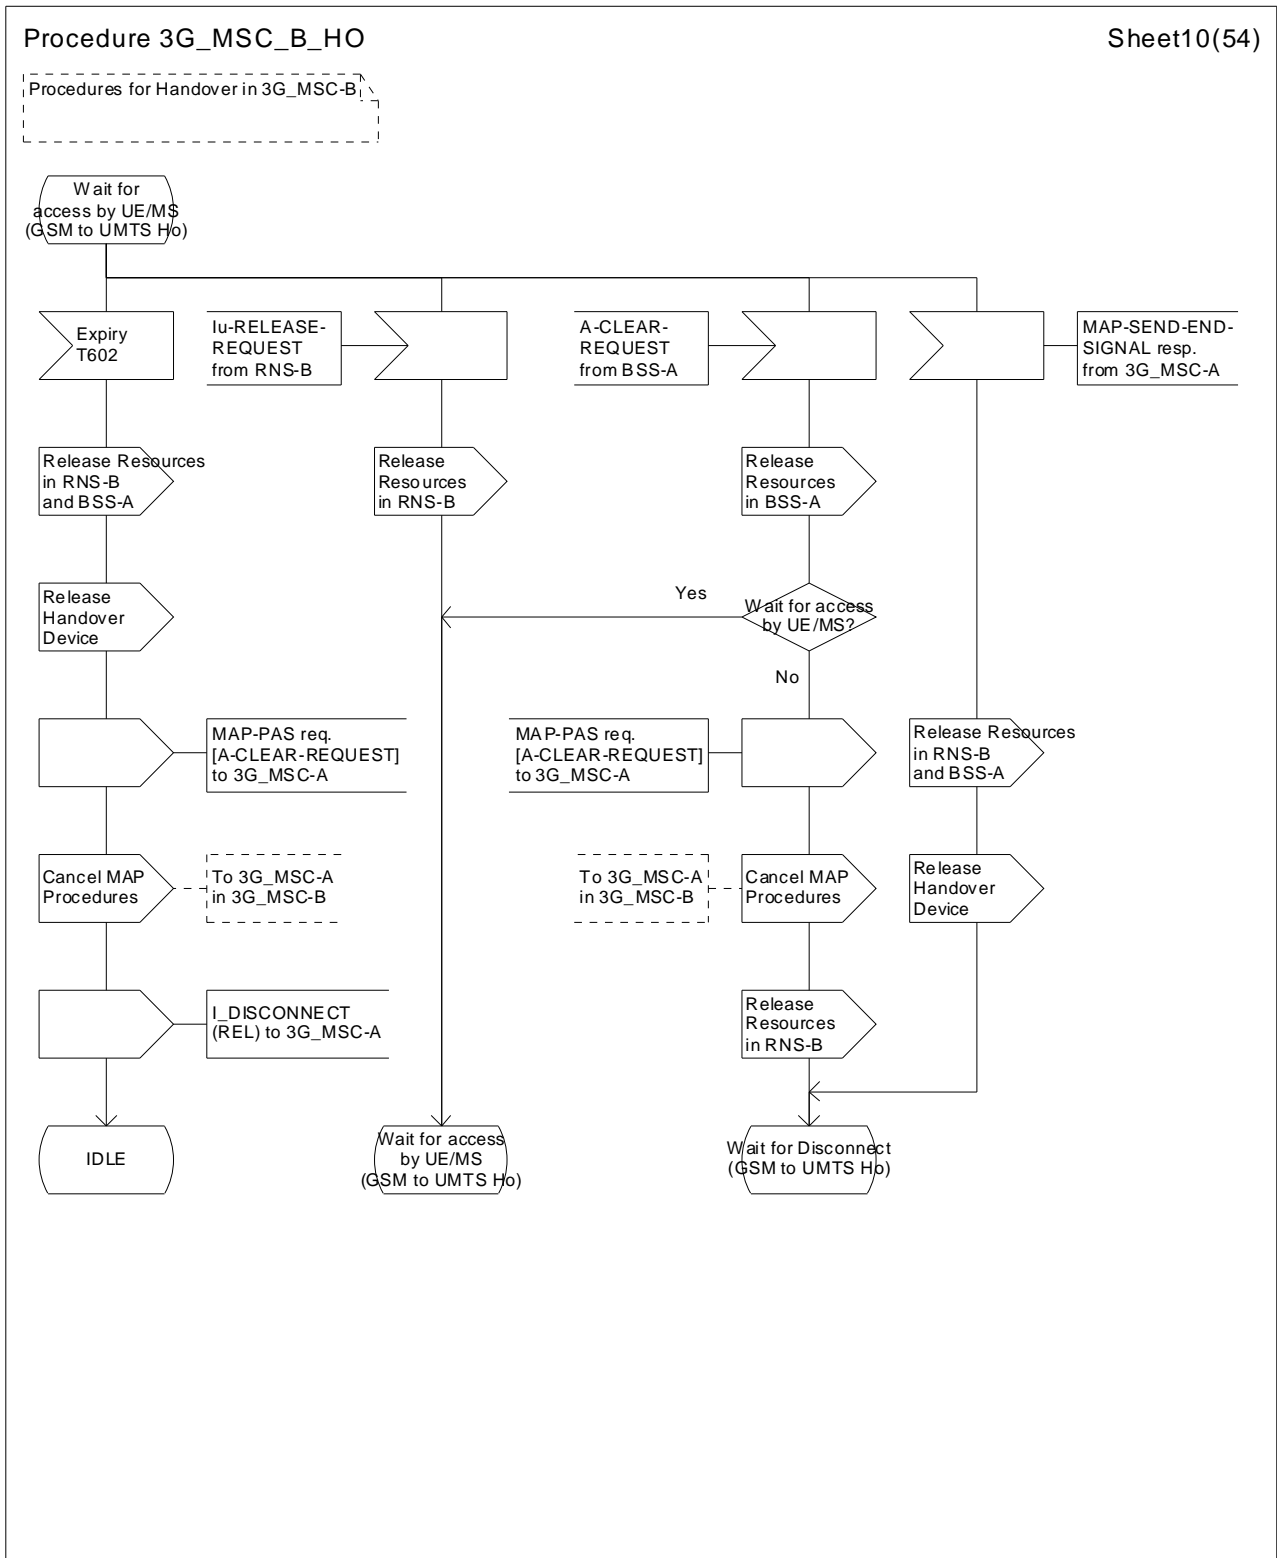 Procedure 3G_MSC_B_HO
Sheet10(54)
Procedures for Handover in 3G_MSC-B
Wait for
access by UE/MS
(GSM to UMTS Ho)
Expiry
T602
Iu-RELEASE-
REQUEST
from RNS-B
A-CLEAR-
REQUEST
from BSS-A
MAP-SEND-END-
SIGNAL resp.
from 3G_MSC-A
Release Resources
in RNS-B
and BSS-A
Release
Resources
in RNS-B
Release
Resources
in BSS-A
Release
Handover
Device
Yes
Wait for access
by UE/MS?
No
MAP-PAS req.
[A-CLEAR-REQUEST]
to 3G_MSC-A
MAP-PAS req.
[A-CLEAR-REQUEST]
to 3G_MSC-A
Release Resources
in RNS-B
and BSS-A
Cancel MAP
Procedures
To 3G_MSC-A
in 3G_MSC-B
To 3G_MSC-A
in 3G_MSC-B
Cancel MAP
Procedures
Release
Handover
Device
I_DISCONNECT
(REL) to 3G_MSC-A
Release
Resources
in RNS-B
IDLE
Wait for access
by UE/MS
(GSM to UMTS Ho)
Wait for Disconnect
(GSM to UMTS Ho)